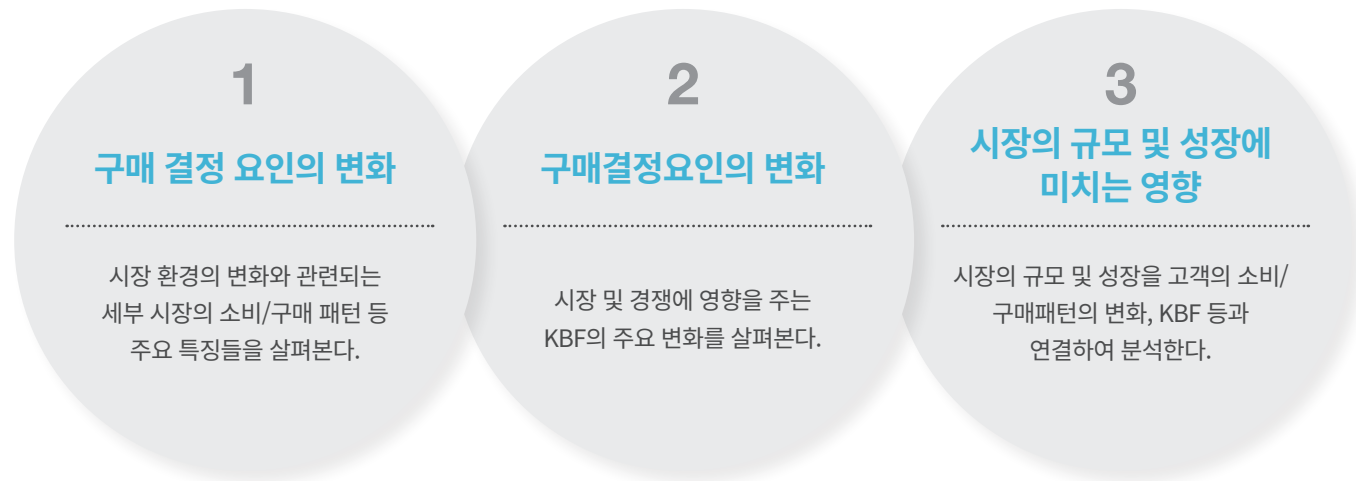 1
구매 결정 요인의 변화
시장 환경의 변화와 관련되는
세부 시장의 소비/구매 패턴 등
주요 특징들을 살펴본다.
2
구매결정요인의 변화
시장 및 경쟁에 영향을 주는
KBF의 주요 변화를 살펴본다.
3
시장의 규모 및 성장에
미치는 영향
시장의 규모 및 성장을 고객의 소비/
구매패턴의 변화, KBF 등과
연결하여 분석한다.